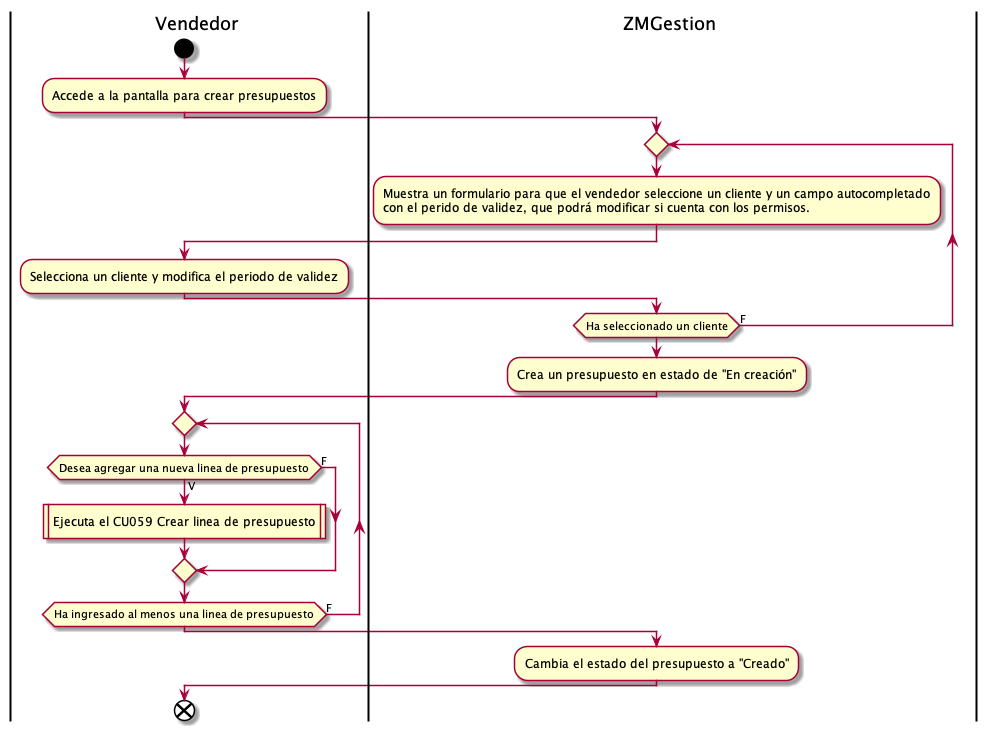 Vendedor
ZMGestion
Accede a la pantalla para crear presupuestos
Muestra un formulario para que el vendedor seleccione un cliente y un campo autocompletado
con el perido de validez, que podrá modificar si cuenta con los permisos.
Selecciona un cliente y modifica el periodo de validez
Ha seleccionado un cliente
F
Crea un presupuesto en estado de "En creación"
Desea agregar una nueva linea de presupuesto
F
V
Ejecuta el CU059 Crear linea de presupuesto
Ha ingresado al menos una linea de presupuesto
F
Cambia el estado del presupuesto a "Creado"